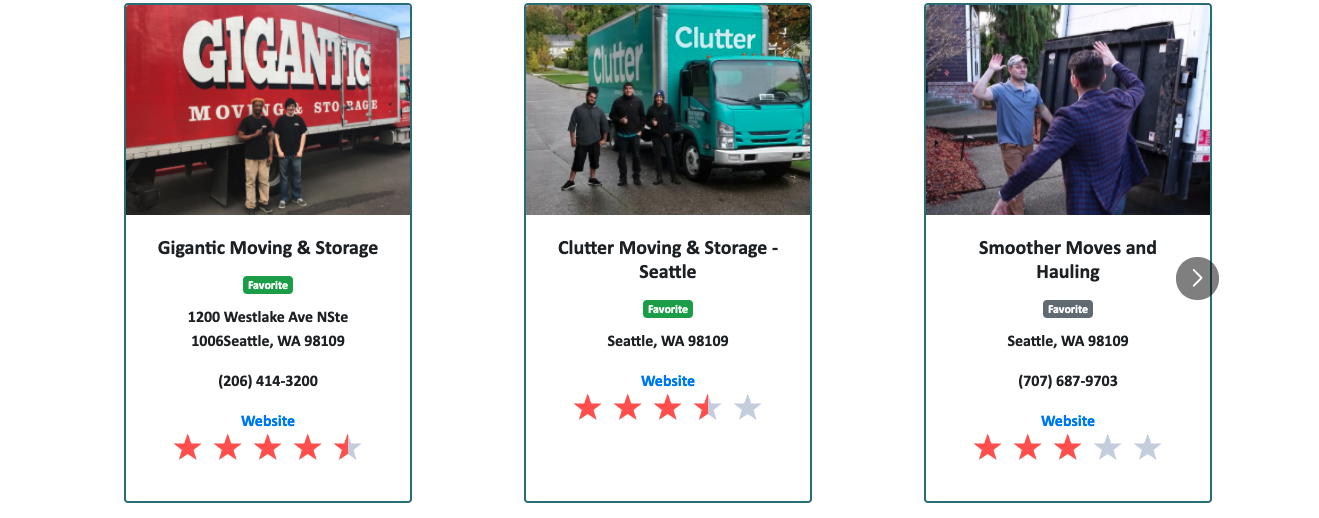 GIGANTIC
MOVING & STORAGE
Gigantic Moving & Storage
Favorite
1200 Westlake Ave NSte
1006Seattle, WA 98109
(206) 414-3200
Website
Clutter
Clutter
Clutter Moving & Storage -
Seattle
Favorite
Seattle, WA 98109
Website
Smoother Moves and
Hauling
Favorite
Seattle, WA 98109
(707) 687-9703
Website